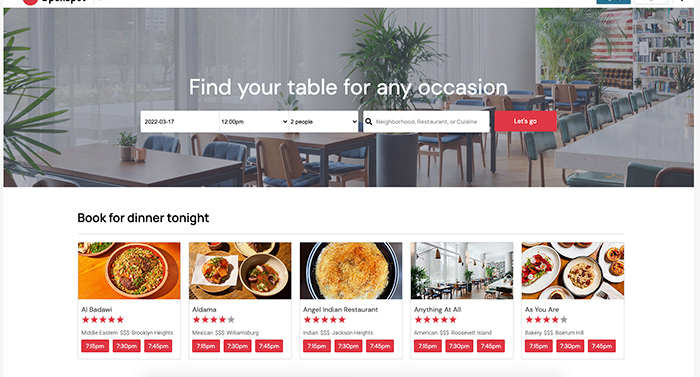 Find your table for any occasion
2022-03-17 12:00pm 2 people Neighborhood, Restaurant, or Cuisine Let's go
Book for dinner tonight
Al Badawi
Middle Eastern $$$ Brooklyn Heights
7:15pm 7:30pm 7:45pm
Aldama
Mexican $$$ Williamsburg
7:15pm 7:30pm 7:45pm
Angel Indian Restaurant
Indian $$$ Jackson Heights
7:15pm 7:30pm 7:45pm
Anything At All
American $$$ Roosevelt Island
7:15pm 7:30pm 7:45pm
As You Are
Bakery $$$ Boerum Hill
7:15pm 7:30pm 7:45pm